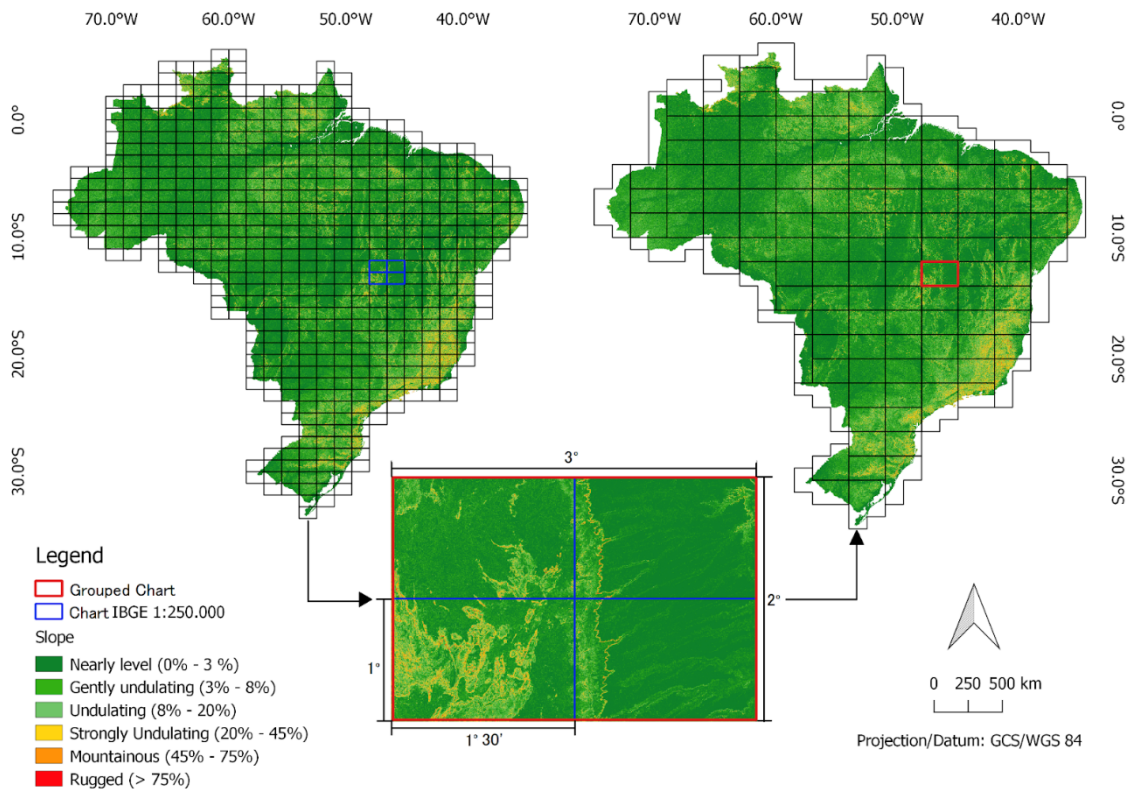 70.0°W 60.0°W 50.0°W 40.0°W 70.0°W 60.0°W 50.0°W 40.0°W
0.0°
10.0°S
20.0°S
30.0°S
0.0°
10.0°S
20.0°S
30.0°S
3°
2°
1°
1° 30'
Legend
Grouped Chart
Chart IBGE 1:250.000
Slope
Nearly level (0% - 3 %)
Gently undulating (3% - 8%)
Undulating (8% - 20%)
Strongly Undulating (20% - 45%)
Mountainous (45% - 75%)
Rugged (> 75%)
0 250 500 km
Projection/Datum: GCS/WGS 84